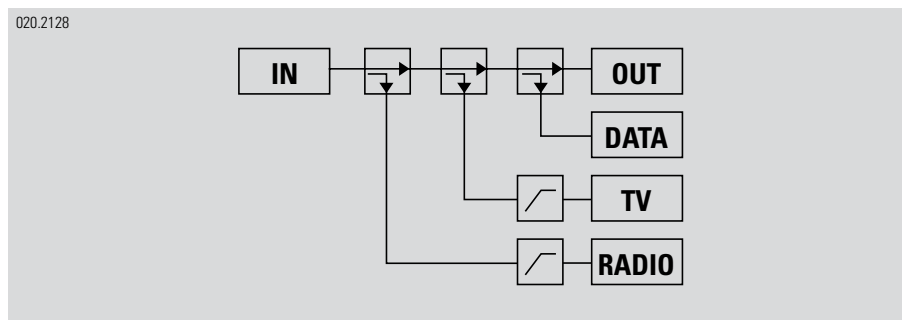 020.2128
IN
OUT
DATA
TV
RADIO